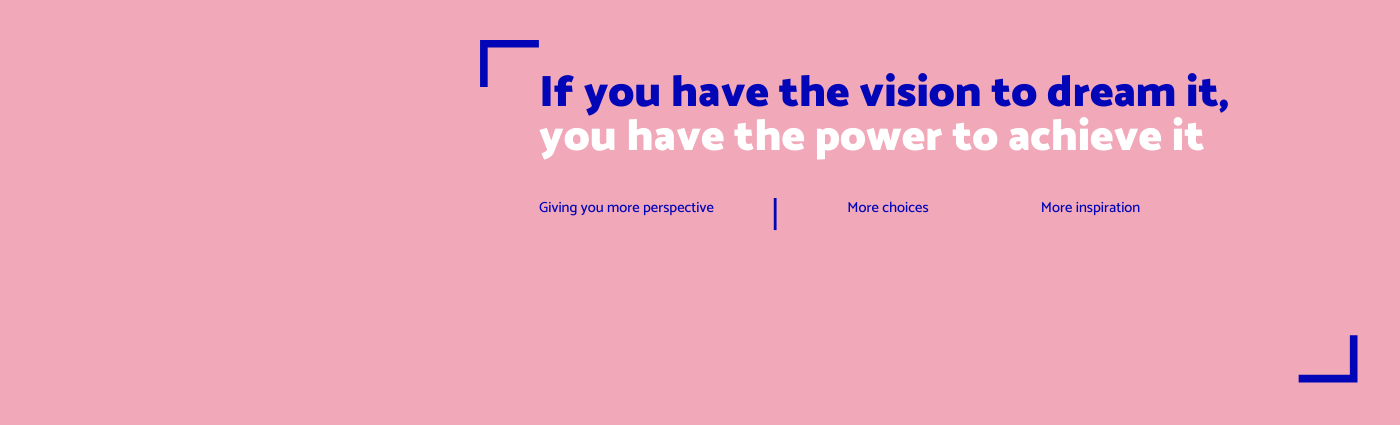 If you have the vision to dream it,
you have the power to achieve it
Giving you more perspective
More choices
More inspiration